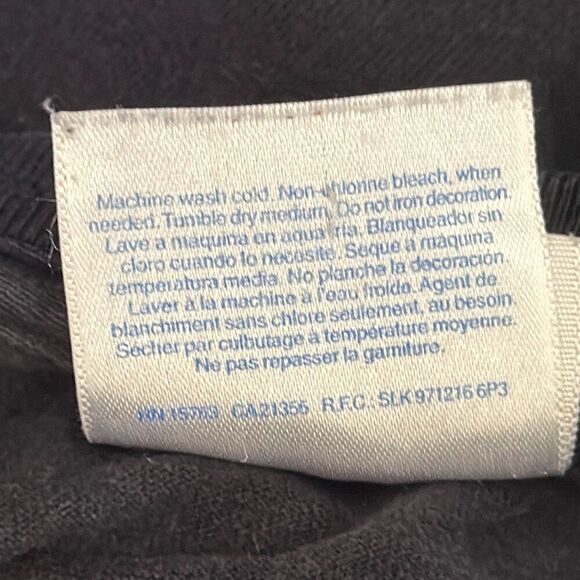 Machine wash cold. Non-chlorine bleach, when
needed. Tumble dry medium. Do not iron decoration.
Lave a maquina en agua fria. Blanqueador sin
cloro cuando lo necesite. Seque a maquina
temperatura media. No planche la decoracion.
Laver à la machine à l'eau froide. Agent de
blanchiment sans chlore seulement, au besoin.
Sécher par culbutage à température moyenne.
Ne pas repasser la garniture.
RN 15763 CA21356 R.F.C.: SLK 971216 6P3